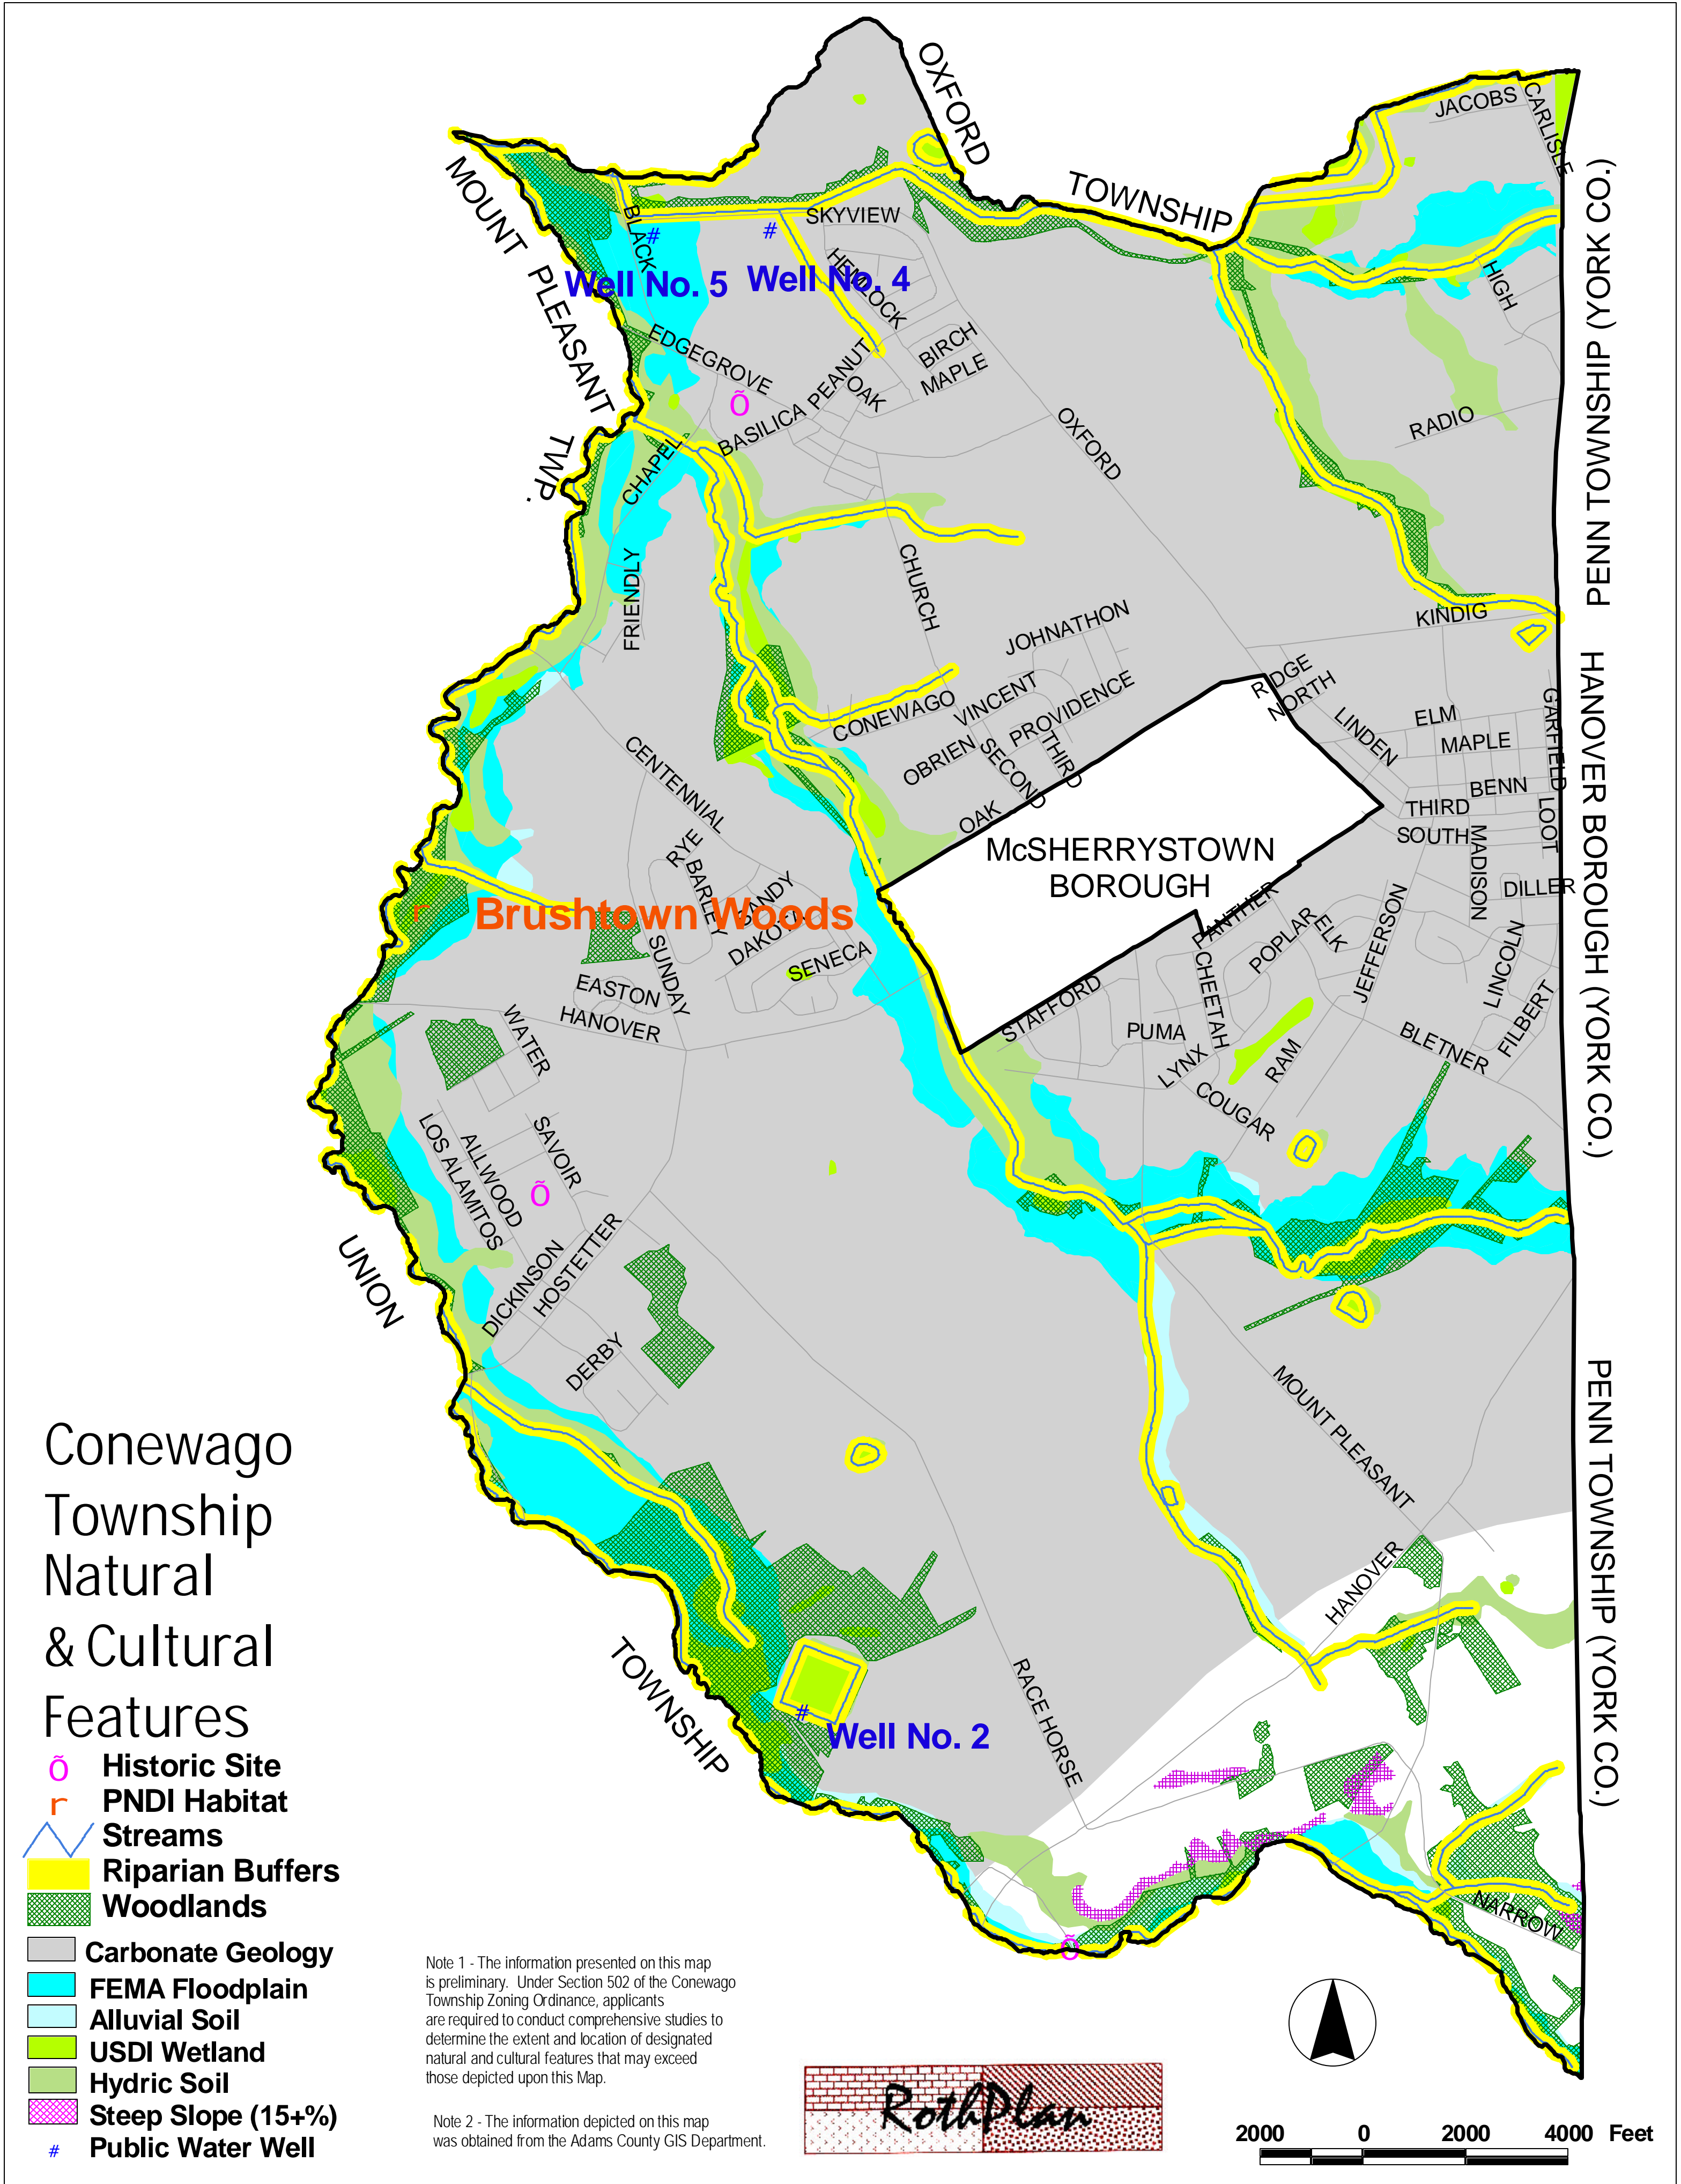 OXFORD
TOWNSHIP
JACOBS
CARLISLE
MOUNT PLEASANT
TWP.
PENN TOWNSHIP (YORK CO.)
SKYVIEW
BLACK
#
#
Well No. 5
Well No. 4
HEMLOCK
HIGH
EDGEGROVE
BIRCH
MAPLE
PEANUT
OAK
õ
BASILICA
OXFORD
RADIO
CHAPEL
CHURCH
FRIENDLY
JOHNATHON
KINDIG
HANOVER BOROUGH (YORK CO.)
RIDGE
NORTH
GARFIELD
CONEWAGO
VINCENT
PROVIDENCE
LINDEN
ELM
MAPLE
CENTENNIAL
OBRIEN
SECOND
THIRD
BENN
OAK
THIRD
LOOT
SOUTH
MADISON
McSHERRYSTOWN
BOROUGH
RYE
BARLEY
SANDY
DAKOTA
DILLER
r
Brushtown Woods
PANTHER
POPLAR
ELK
JEFFERSON
SUNDAY
SENECA
CHEETAH
LINCOLN
EASTON
HANOVER
WATER
STAFFORD
PUMA
LYNX
RAM
BLETNER
FILBERT
COUGAR
LOS ALAMITOS
ALLWOOD
SAVOIR
õ
UNION
DICKINSON
HOSTETTER
DERBY
MOUNT PLEASANT
PENN TOWNSHIP (YORK CO.)
HANOVER
TOWNSHIP
RACE HORSE
#
Well No. 2
NARROW
õ
Conewago
Township
Natural
& Cultural
Features
õ Historic Site
r PNDI Habitat
Streams
Riparian Buffers
Woodlands
Carbonate Geology
FEMA Floodplain
Alluvial Soil
USDI Wetland
Hydric Soil
Steep Slope (15+%)
# Public Water Well
Note 1 - The information presented on this map
is preliminary. Under Section 502 of the Conewago
Township Zoning Ordinance, applicants
are required to conduct comprehensive studies to
determine the extent and location of designated
natural and cultural features that may exceed
those depicted upon this Map.
Note 2 - The information depicted on this map
was obtained from the Adams County GIS Department.
RothPlan
2000 0 2000 4000 Feet